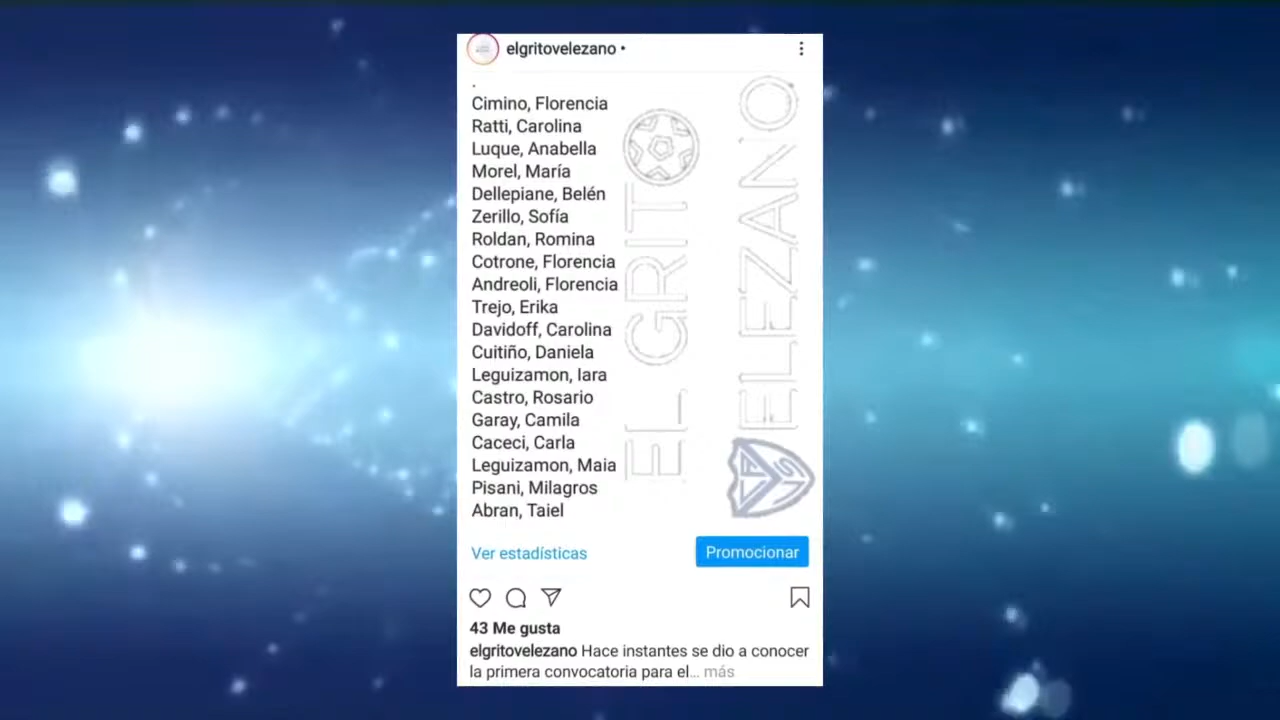 elgritovelezano •
.
Cimino, Florencia
Ratti, Carolina
Luque, Anabella
Morel, María
Dellepiane, Belén
Zerillo, Sofía
Roldan, Romina
Cotrone, Florencia
Andreoli, Florencia
Trejo, Erika
Davidoff, Carolina
Cuitiño, Daniela
Leguizamon, Iara
Castro, Rosario
Garay, Camila
Caceci, Carla
Leguizamon, Maia
Pisani, Milagros
Abran, Taiel
EL GRITO
ELEZANO
Ver estadísticas
Promocionar
43 Me gusta
elgritovelezano Hace instantes se dio a conocer
la primera convocatoria para el... más